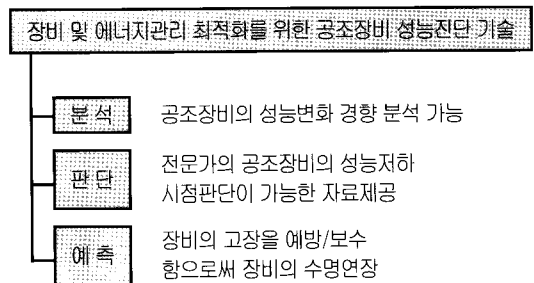 장비 및 에너지관리 최적화를 위한 공조장비 성능진단 기술
분 석
공조장비의 성능변화 경향 분석 가능
판 단
전문가의 공조장비의 성능저하
시점판단이 가능한 자료제공
예 측
장비의 고장을 예방/보수
함으로써 장비의 수명연장